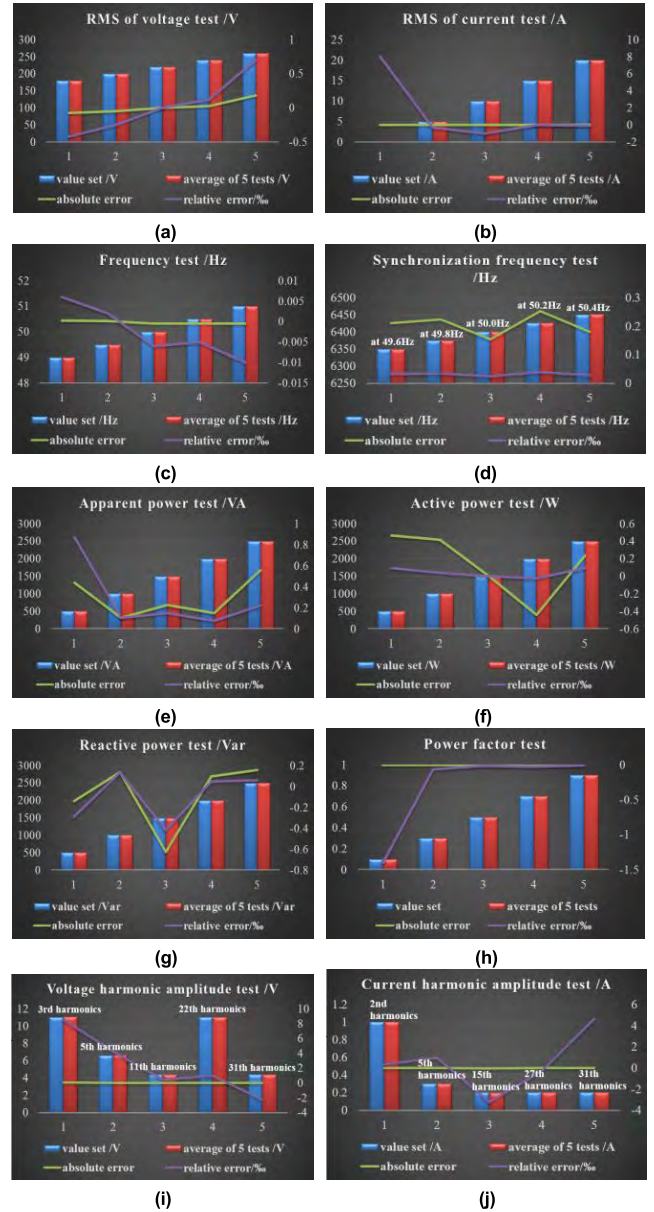 RMS of voltage test /V
300
250
200
150
100
50
0
1
0.5
0
-0.5
1 2 3 4 5
value set /V
average of 5 tests /V
absolute error
relative error/‰
(a)
RMS of current test /A
25
20
15
10
5
0
10
8
6
4
2
0
-2
1 2 3 4 5
value set /A
average of 5 tests /A
absolute error
relative error/‰
(b)
Frequency test /Hz
52
51
50
49
48
0.01
0.005
0
-0.005
-0.01
-0.015
1 2 3 4 5
value set /Hz
average of 5 tests /Hz
absolute error
relative error/‰
(c)
Synchronization frequency test
/Hz
6500
6450
6400
6350
6300
6250
at 49.6Hz
at 49.8Hz
at 50.0Hz
at 50.2Hz
at 50.4Hz
0.3
0.2
0.1
0
1 2 3 4 5
value set /Hz
average of 5 tests /Hz
absolute error
relative error/‰
(d)
Apparent power test /VA
3000
2500
2000
1500
1000
500
0
1
0.8
0.6
0.4
0.2
0
1 2 3 4 5
value set /VA
average of 5 tests /VA
absolute error
relative error/‰
(e)
Active power test /W
3000
2500
2000
1500
1000
500
0
0.6
0.4
0.2
0
-0.2
-0.4
-0.6
1 2 3 4 5
value set /W
average of 5 tests /W
absolute error
relative error/‰
(f)
Reactive power test /Var
3000
2500
2000
1500
1000
500
0
0.2
0
-0.2
-0.4
-0.6
-0.8
1 2 3 4 5
value set /Var
average of 5 tests /Var
absolute error
relative error/‰
(g)
Power factor test
1
0.8
0.6
0.4
0.2
0
0
-0.5
-1
-1.5
1 2 3 4 5
value set
average of 5 tests
absolute error
relative error/‰
(h)
Voltage harmonic amplitude test /V
12
10
8
6
4
2
0
3rd harmonics
5th harmonics
11th harmonics
22th harmonics
31th harmonics
10
8
6
4
2
0
-2
-4
1 2 3 4 5
value set /V
average of 5 tests /V
absolute error
relative error/‰
(i)
Current harmonic amplitude test /A
1.2
1
0.8
0.6
0.4
0.2
0
2nd
harmonics
5th
harmonics
15th
harmonics
27th
harmonics
31th
harmonics
6
4
2
0
-2
-4
1 2 3 4 5
value set /A
average of 5 tests /A
absolute error
relative error/‰
(j)